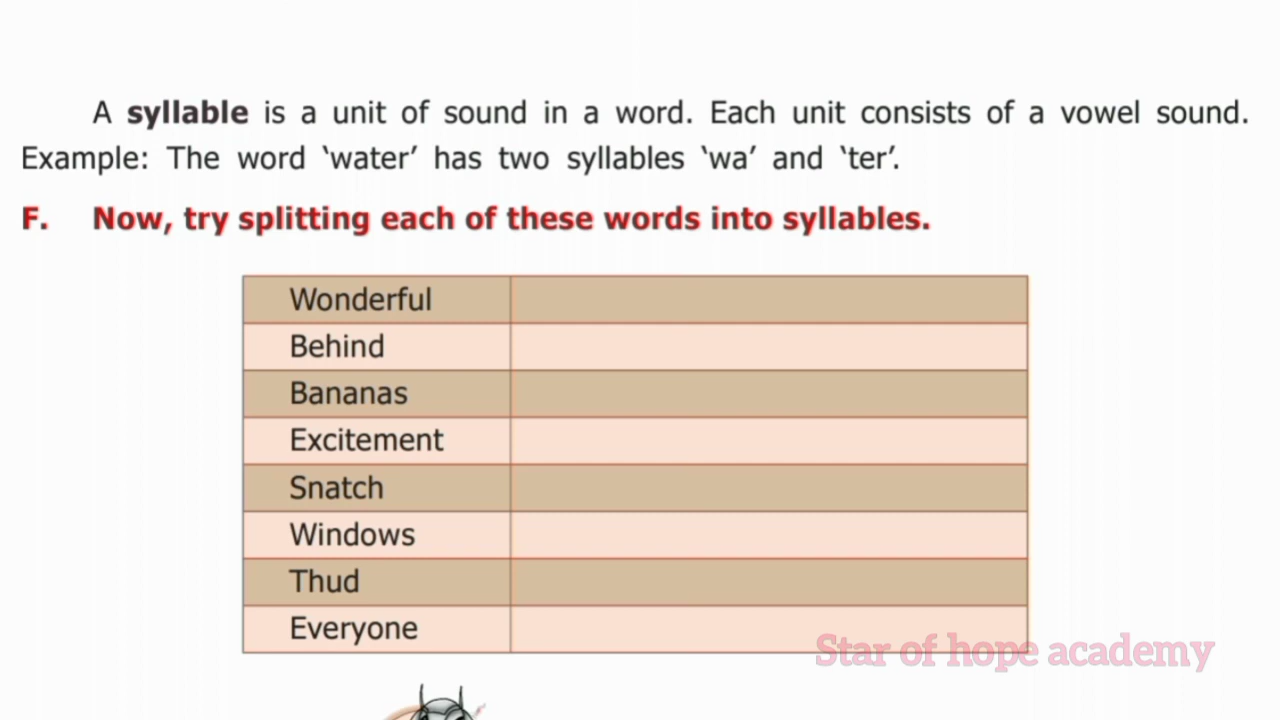 A syllable is a unit of sound in a word. Each unit consists of a vowel sound.
Example: The word ‘water’ has two syllables ‘wa’ and ‘ter’.
F. Now, try splitting each of these words into syllables.
Wonderful
Behind
Bananas
Excitement
Snatch
Windows
Thud
Everyone
Star of hope academy